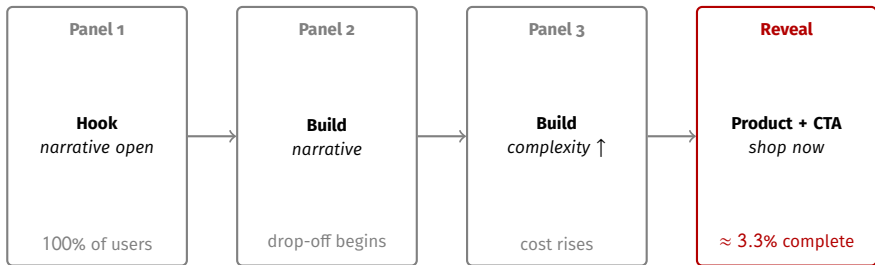 Panel 1
Hook
narrative open
100% of users
Panel 2
Build
narrative
drop-off begins
Panel 3
Build
complexity ↑
cost rises
Reveal
Product + CTA
shop now
≈ 3.3% complete